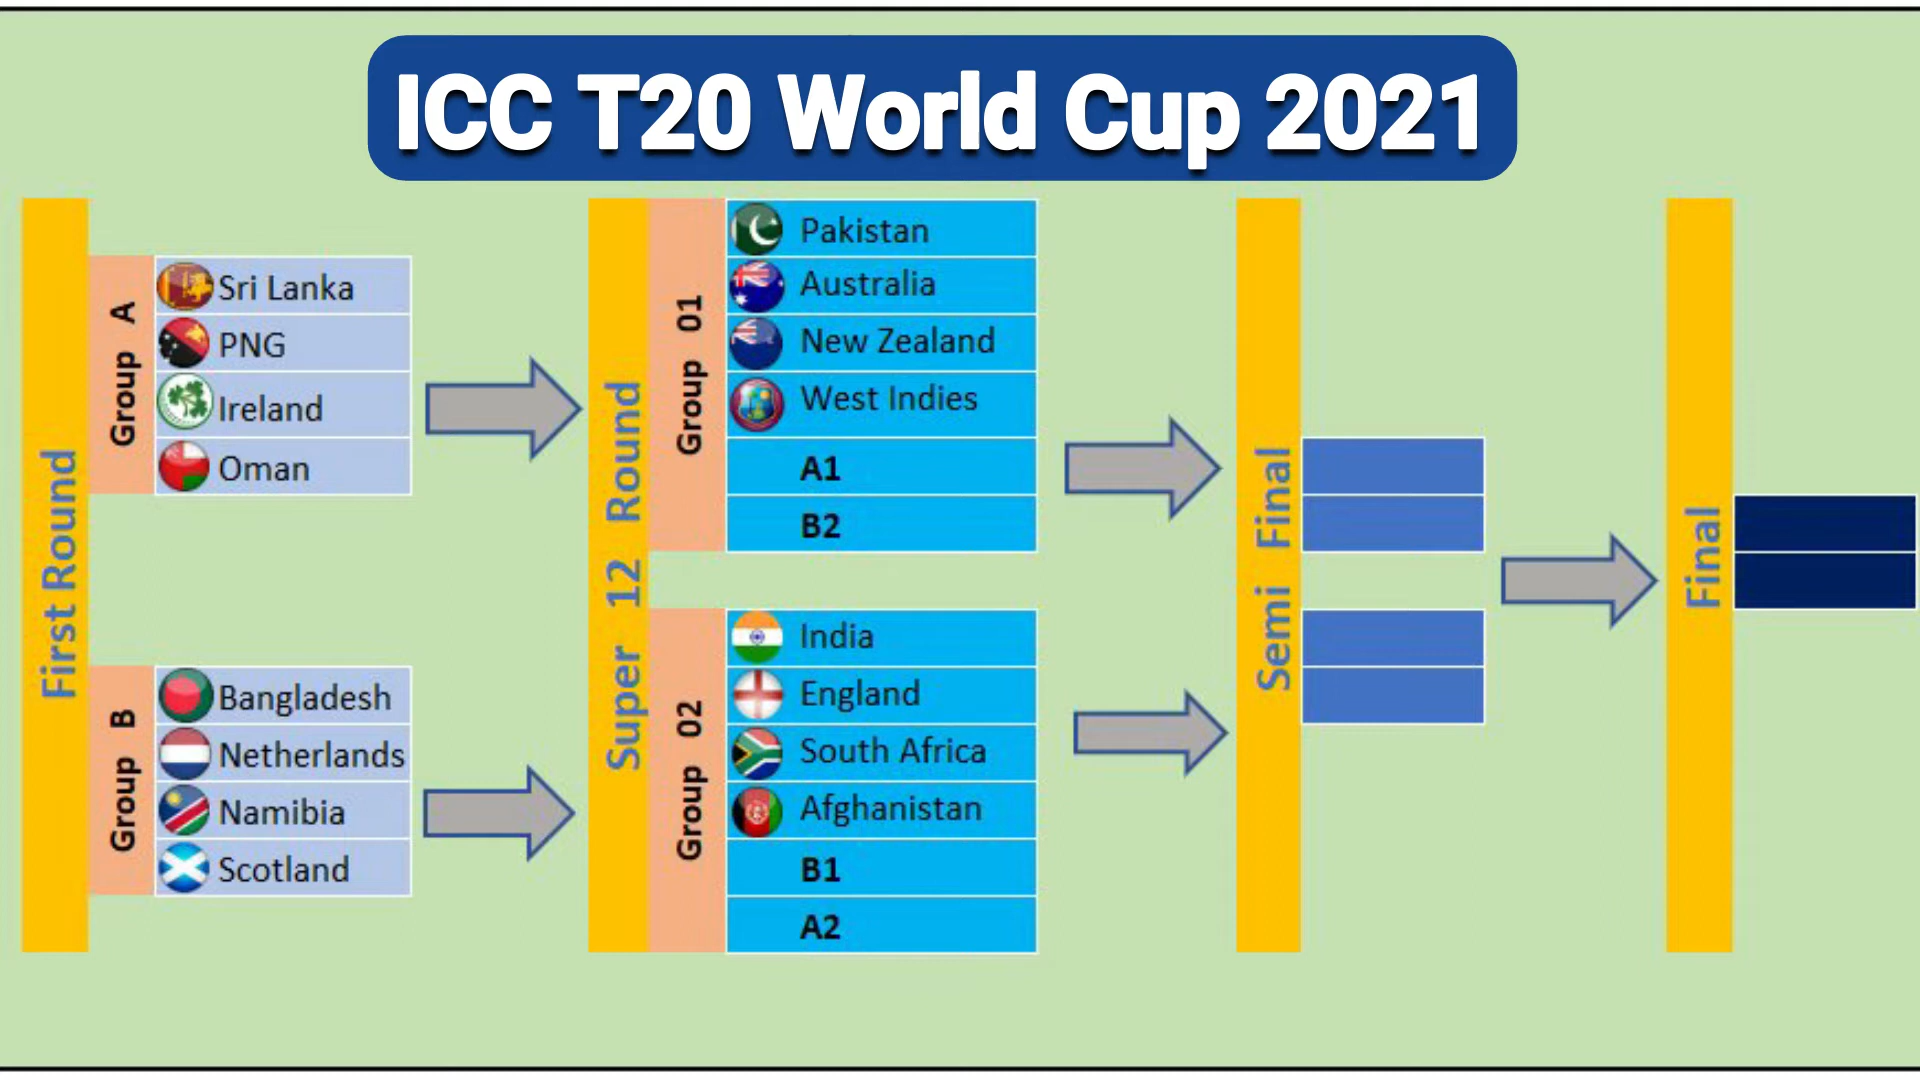 ICC T20 World Cup 2021
First Round
Group A
Sri Lanka
PNG
Ireland
Oman
Group B
Bangladesh
Netherlands
Namibia
Scotland
Super 12 Round
Group 01
Pakistan
Australia
New Zealand
West Indies
A1
B2
Group 02
India
England
South Africa
Afghanistan
B1
A2
Semi Final
Final